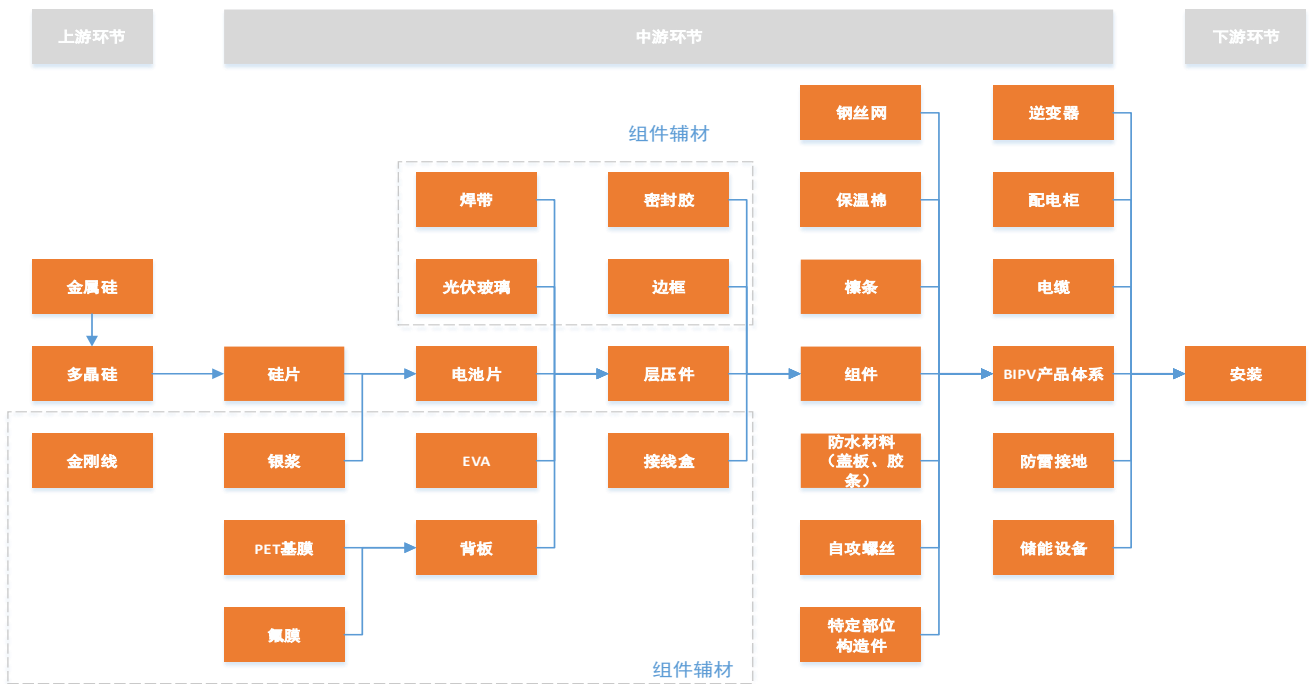 上游环节
中游环节
下游环节
钢丝网
逆变器
组件辅材
焊带
密封胶
保温棉
配电柜
金属硅
光伏玻璃
边框
檩条
电缆
多晶硅
硅片
电池片
层压件
组件
BIPV产品体系
安装
金刚线
银浆
EVA
接线盒
防水材料
（盖板、胶
条）
防雷接地
PET基膜
背板
自攻螺丝
储能设备
氟膜
特定部位
构造件
组件辅材